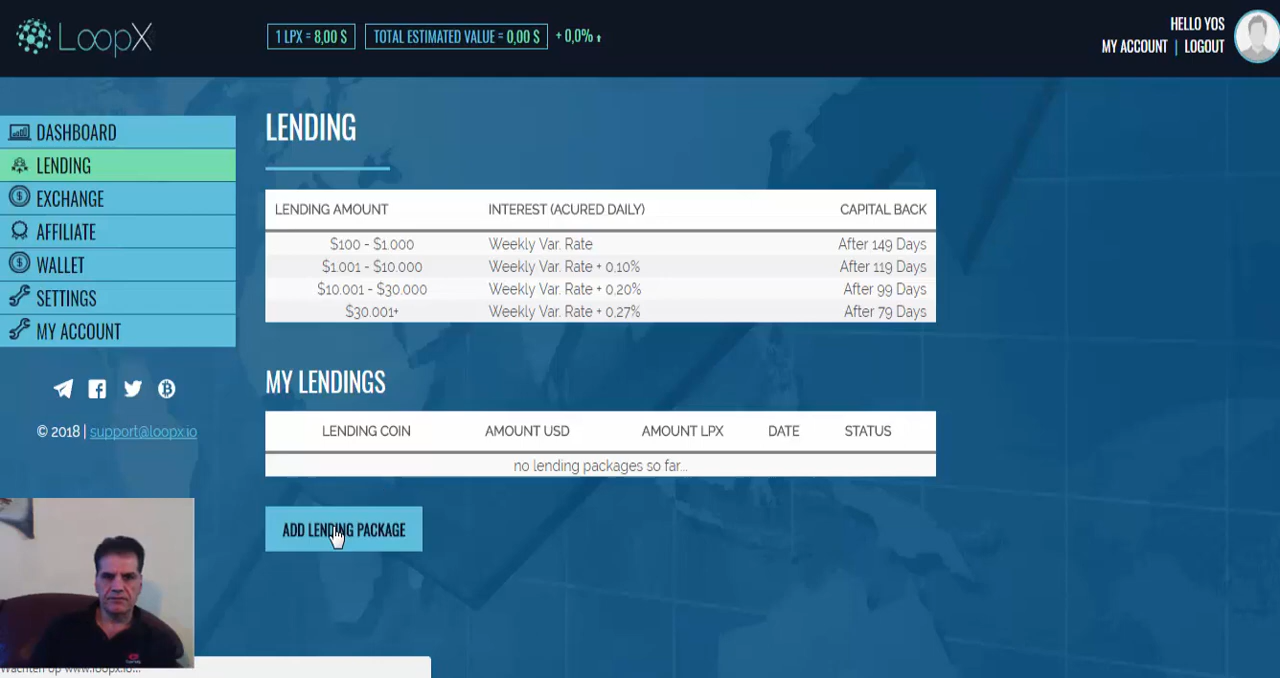 LoopX
1 LPX = 8,00 $
TOTAL ESTIMATED VALUE = 0,00 $
+ 0,0%
HELLO YOS
MY ACCOUNT | LOGOUT
DASHBOARD
LENDING
EXCHANGE
AFFILIATE
WALLET
SETTINGS
MY ACCOUNT
© 2018 | support@loopx.io
LENDING
LENDING AMOUNT INTEREST (ACURED DAILY) CAPITAL BACK
$100 - $1.000 Weekly Var. Rate After 149 Days
$1.001 - $10.000 Weekly Var. Rate + 0,10% After 119 Days
$10.001 - $30.000 Weekly Var. Rate + 0,20% After 99 Days
$30.001+ Weekly Var. Rate + 0,27% After 79 Days
MY LENDINGS
LENDING COIN AMOUNT USD AMOUNT LPX DATE STATUS
no lending packages so far...
ADD LENDING PACKAGE
Wachten op www.loopx.io...